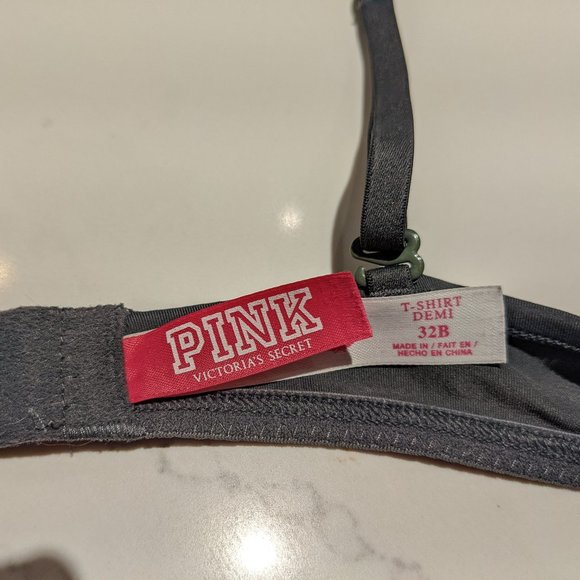 PINK
VICTORIA'S SECRET
T-SHIRT
DEMI
32B
MADE IN / FAIT EN /
HECHO EN CHINA